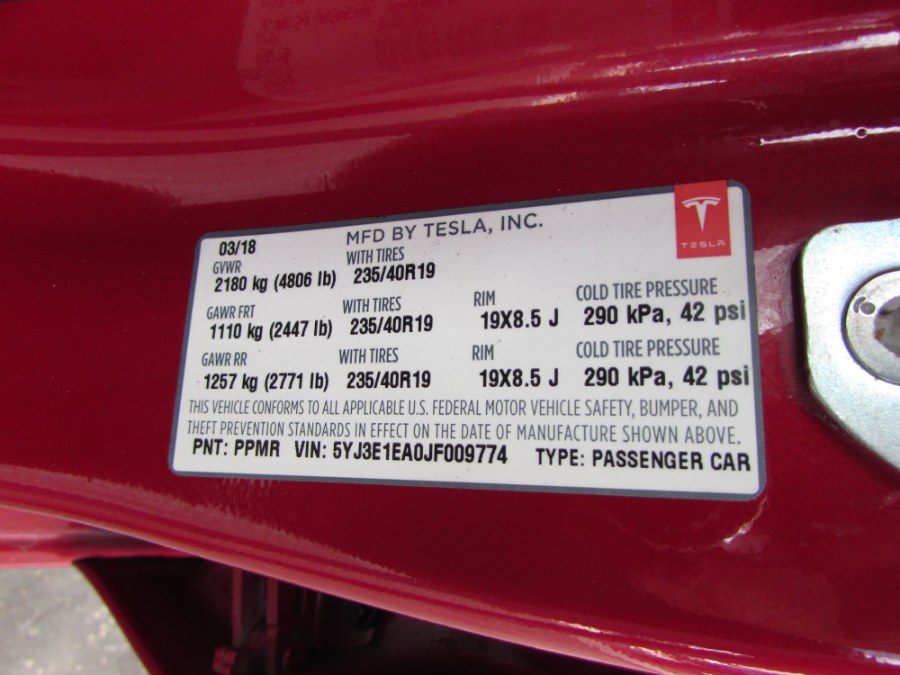 03/18 MFD BY TESLA, INC.
TESLA
GVWR WITH TIRES
2180 kg (4806 lb) 235/40R19
GAWR FRT WITH TIRES RIM COLD TIRE PRESSURE
1110 kg (2447 lb) 235/40R19 19X8.5 J 290 kPa, 42 psi
GAWR RR WITH TIRES RIM COLD TIRE PRESSURE
1257 kg (2771 lb) 235/40R19 19X8.5 J 290 kPa, 42 psi
THIS VEHICLE CONFORMS TO ALL APPLICABLE U.S. FEDERAL MOTOR VEHICLE SAFETY, BUMPER, AND
THEFT PREVENTION STANDARDS IN EFFECT ON THE DATE OF MANUFACTURE SHOWN ABOVE.
PNT: PPMR VIN: 5YJ3E1EA0JF009774 TYPE: PASSENGER CAR